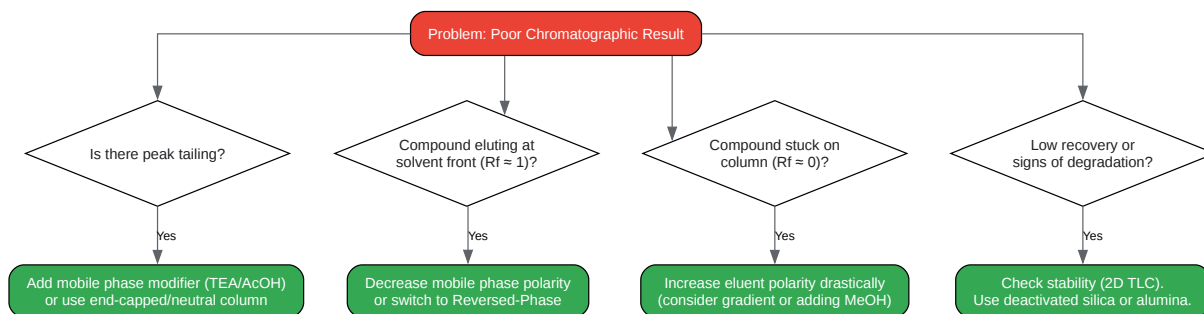 Problem: Poor Chromatographic Result
Is there peak tailing?
Compound eluting at
solvent front (Rf ≈ 1)?
Compound stuck on
column (Rf ≈ 0)?
Low recovery or
signs of degradation?
Yes
Yes
Yes
Yes
Add mobile phase modifier (TEA/AcOH)
or use end-capped/neutral column
Decrease mobile phase polarity
or switch to Reversed-Phase
Increase eluent polarity drastically
(consider gradient or adding MeOH)
Check stability (2D TLC).
Use deactivated silica or alumina.